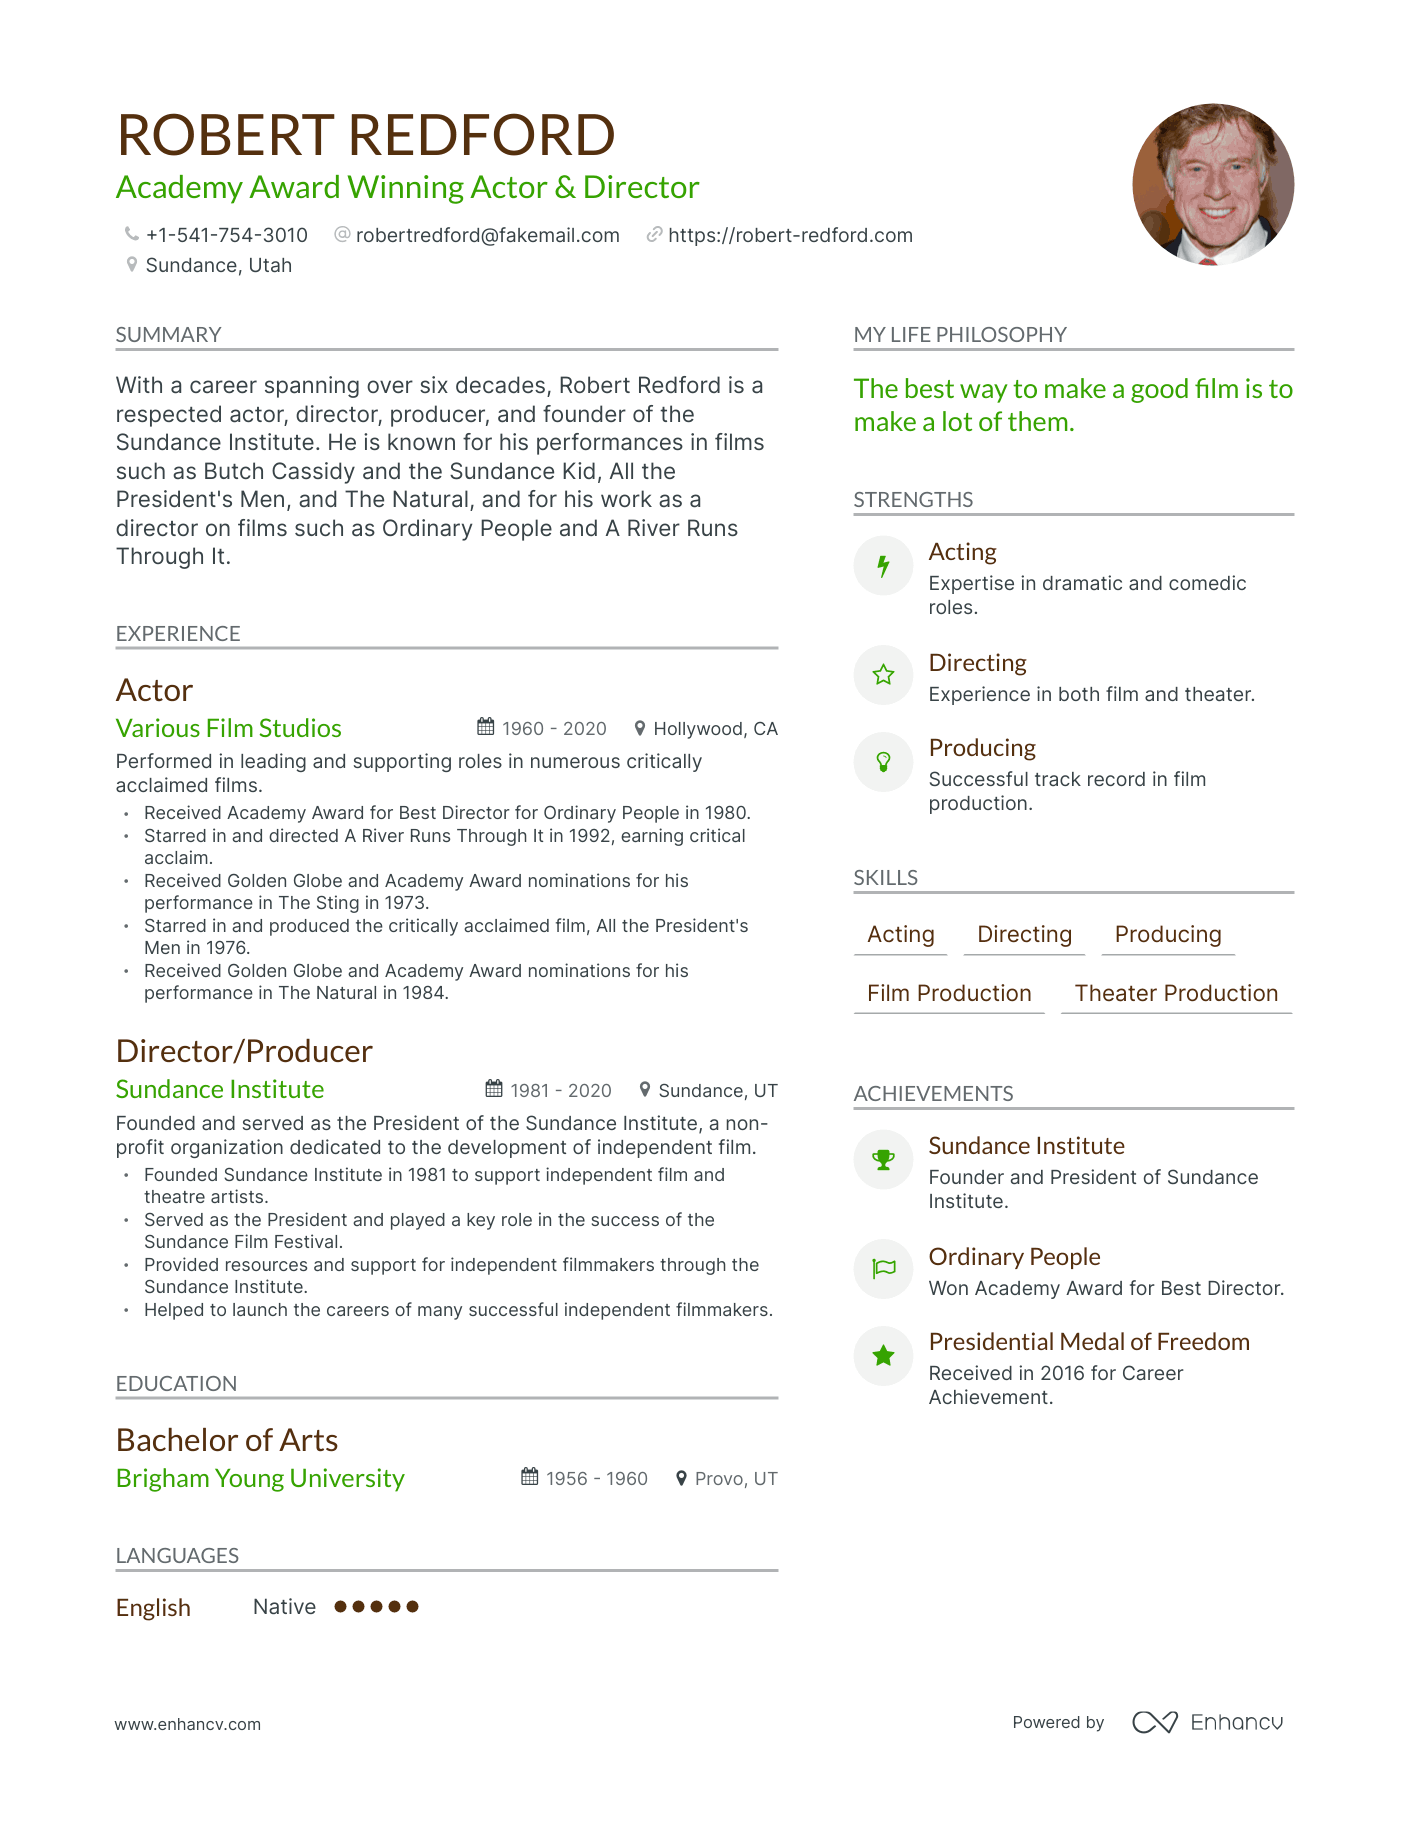 ROBERT REDFORD
Academy Award Winning Actor & Director
+1-541-754-3010 @ robertredford@fakemail.com https://robert-redford.com
Sundance, Utah
SUMMARY
With a career spanning over six decades, Robert Redford is a
respected actor, director, producer, and founder of the
Sundance Institute. He is known for his performances in films
such as Butch Cassidy and the Sundance Kid, All the
President's Men, and The Natural, and for his work as a
director on films such as Ordinary People and A River Runs
Through It.
EXPERIENCE
Actor
Various Film Studios 1960 - 2020 Hollywood, CA
Performed in leading and supporting roles in numerous critically
acclaimed films.
• Received Academy Award for Best Director for Ordinary People in 1980.
• Starred in and directed A River Runs Through It in 1992, earning critical
acclaim.
• Received Golden Globe and Academy Award nominations for his
performance in The Sting in 1973.
• Starred in and produced the critically acclaimed film, All the President's
Men in 1976.
• Received Golden Globe and Academy Award nominations for his
performance in The Natural in 1984.
Director/Producer
Sundance Institute 1981 - 2020 Sundance, UT
Founded and served as the President of the Sundance Institute, a non-
profit organization dedicated to the development of independent film.
• Founded Sundance Institute in 1981 to support independent film and
theatre artists.
• Served as the President and played a key role in the success of the
Sundance Film Festival.
• Provided resources and support for independent filmmakers through the
Sundance Institute.
• Helped to launch the careers of many successful independent filmmakers.
EDUCATION
Bachelor of Arts
Brigham Young University 1956 - 1960 Provo, UT
LANGUAGES
English Native
MY LIFE PHILOSOPHY
The best way to make a good film is to
make a lot of them.
STRENGTHS
Acting
Expertise in dramatic and comedic
roles.
Directing
Experience in both film and theater.
Producing
Successful track record in film
production.
SKILLS
Acting Directing Producing
Film Production Theater Production
ACHIEVEMENTS
Sundance Institute
Founder and President of Sundance
Institute.
Ordinary People
Won Academy Award for Best Director.
Presidential Medal of Freedom
Received in 2016 for Career
Achievement.
www.enhancv.com
Powered by Enhancv